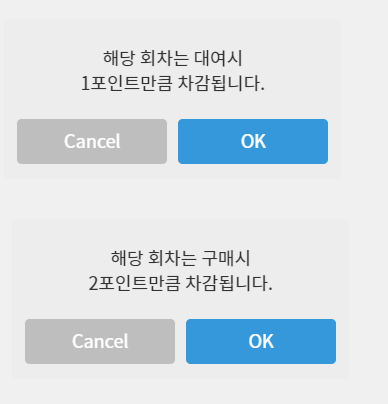 해당 회차는 대여시
1포인트만큼 차감됩니다.
Cancel
OK
해당 회차는 구매시
2포인트만큼 차감됩니다.
Cancel
OK